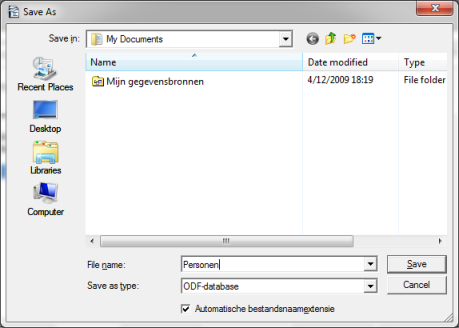 Save As
Save in:
My Documents
Name
Date modified
Type
Mijn gegevensbronnen
4/12/2009 18:19
File folder
Recent Places
Desktop
Libraries
Computer
File name:
Personen
Save
Save as type:
ODF-database
Cancel
Automatische bestandsnaamextensie